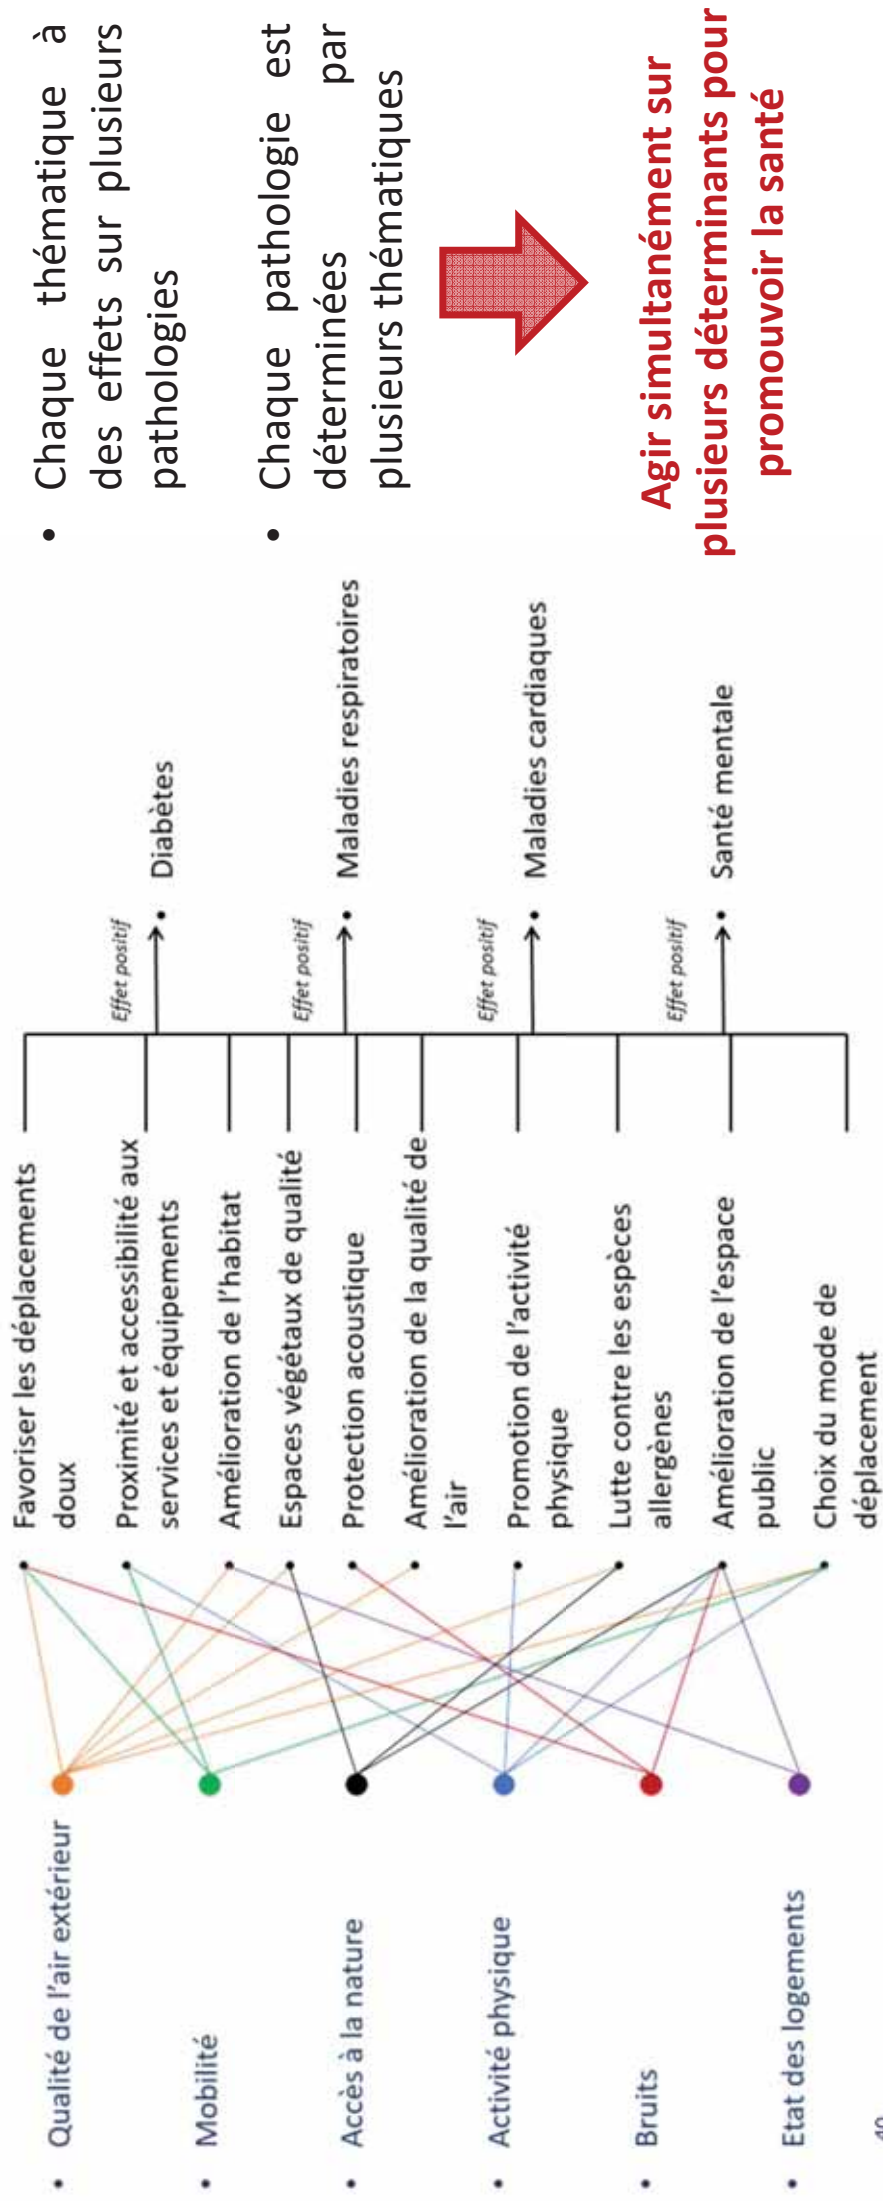 • Qualité de l'air extérieur
• Mobilité
• Accès à la nature
• Activité physique
• Bruits
• Etat des logements
Favoriser les déplacements
doux
Proximité et accessibilité aux
services et équipements
Amélioration de l'habitat
Espaces végétaux de qualité
Protection acoustique
Amélioration de la qualité de
l'air
Promotion de l'activité
physique
Lutte contre les espèces
allergènes
Amélioration de l'espace
public
Choix du mode de
déplacement
Effet positif
• Diabètes
Effet positif
• Maladies respiratoires
Effet positif
• Maladies cardiaques
Effet positif
• Santé mentale
• Chaque thématique à
des effets sur plusieurs
pathologies
• Chaque pathologie est
déterminées par
plusieurs thématiques
Agir simultanément sur
plusieurs déterminants pour
promouvoir la santé